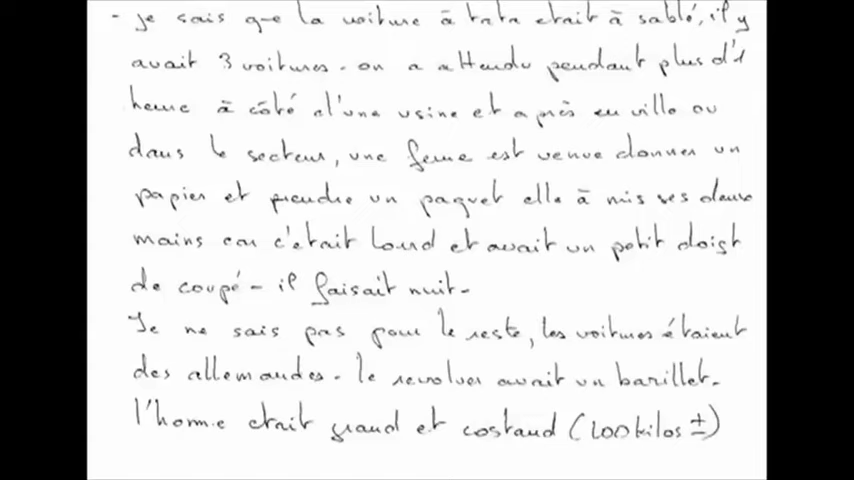 - je sais que la voiture à tata etait à sablé, il y
avait 3 voitures - on a attendu pendant plus d'1
heure à côté d'une usine et après en ville ou
dans le secteur, une feme est venue donner un
papier et prendre un paquet elle à mis ses deux
mains car c'etait lourd et avait un petit doigt
de coupé - il faisait nuit -
Je ne sais pas pour le reste, les voitures étaient
des allemandes - le revolver avait un barillet -
l'homme etait grand et costaud (100 kilos ±)